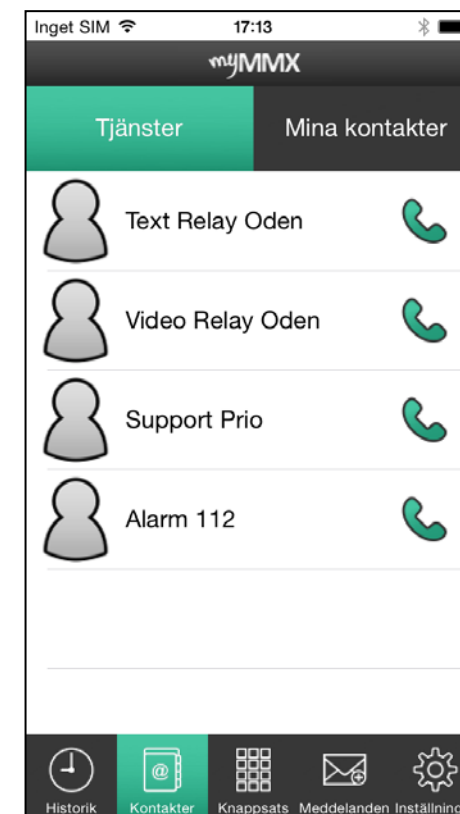 Inget SIM 17:13
myMMX
Tjänster Mina kontakter
Text Relay Oden
Video Relay Oden
Support Prio
Alarm 112
@
Historik Kontakter Knappsats Meddelanden Inställning